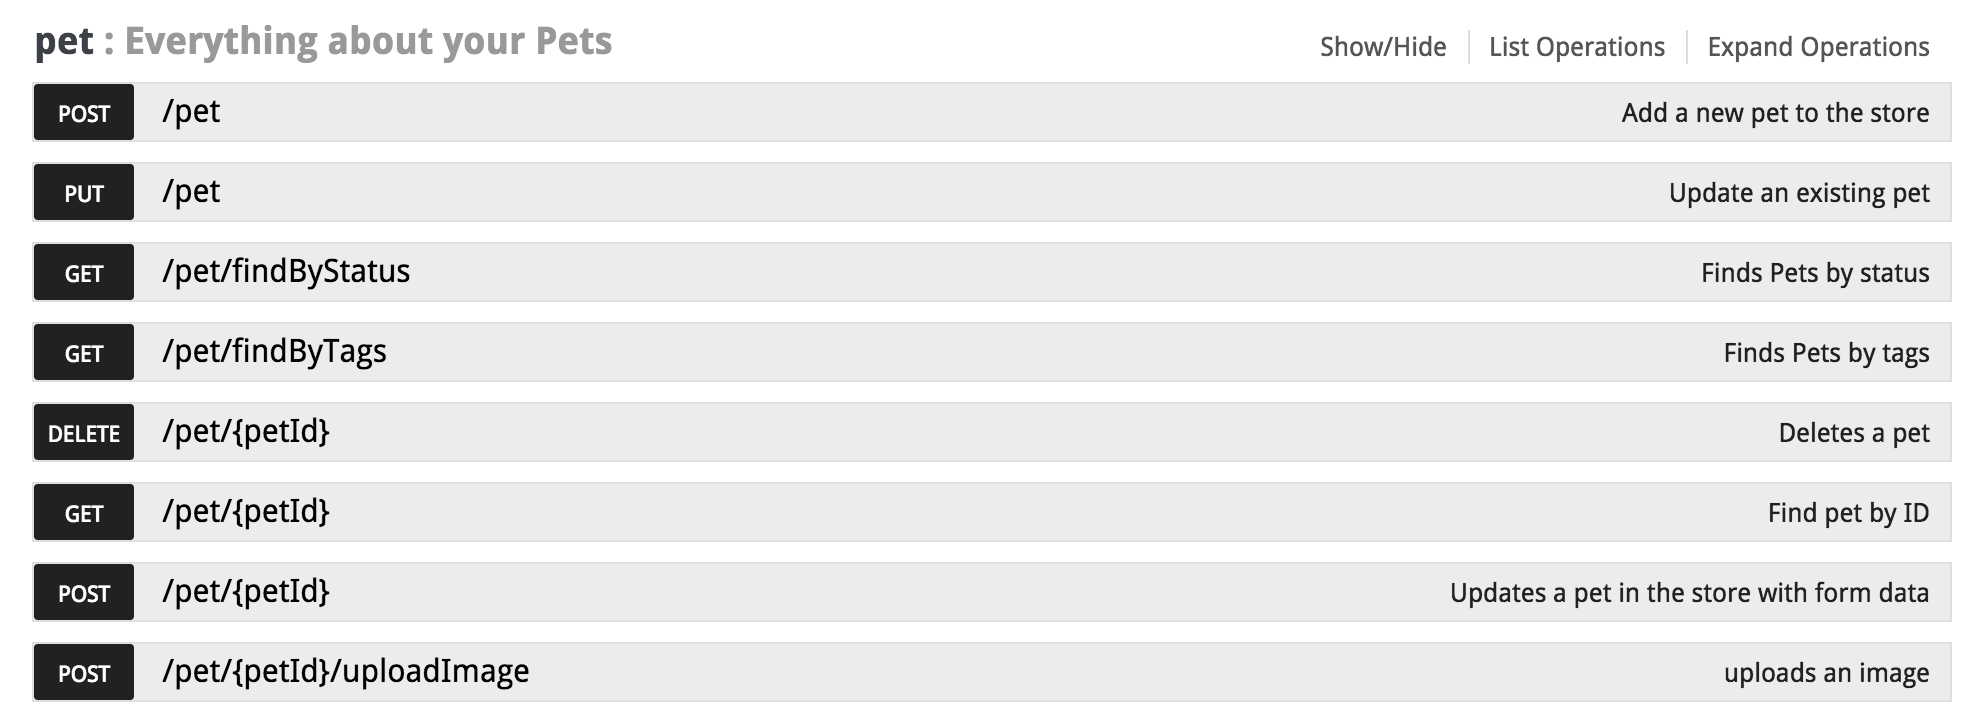 pet : Everything about your Pets
Show/Hide List Operations Expand Operations
POST /pet Add a new pet to the store
PUT /pet Update an existing pet
GET /pet/findByStatus Finds Pets by status
GET /pet/findByTags Finds Pets by tags
DELETE /pet/{petId} Deletes a pet
GET /pet/{petId} Find pet by ID
POST /pet/{petId} Updates a pet in the store with form data
POST /pet/{petId}/uploadImage uploads an image